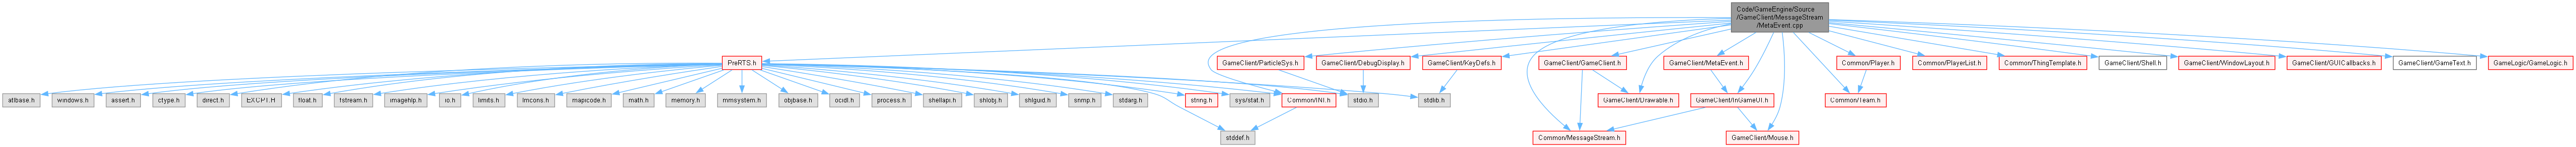 Code/GameEngine/Source
/GameClient/MessageStream
/MetaEvent.cpp
PreRTS.h
GameClient/ParticleSys.h
GameClient/DebugDisplay.h
GameClient/KeyDefs.h
GameClient/GameClient.h
GameClient/MetaEvent.h
Common/Player.h
Common/PlayerList.h
Common/ThingTemplate.h
GameClient/Shell.h
GameClient/WindowLayout.h
GameClient/GUICallbacks.h
GameClient/GameText.h
GameLogic/GameLogic.h
atlbase.h
windows.h
assert.h
ctype.h
direct.h
EXCPT.H
float.h
fstream.h
imagehlp.h
io.h
limits.h
lmcons.h
mapicode.h
math.h
memory.h
mmsystem.h
objbase.h
ocidl.h
process.h
shellapi.h
shlobj.h
shlguid.h
snmp.h
stdarg.h
string.h
sys/stat.h
Common/INI.h
stdio.h
stdlib.h
GameClient/Drawable.h
GameClient/InGameUI.h
Common/Team.h
stddef.h
Common/MessageStream.h
GameClient/Mouse.h